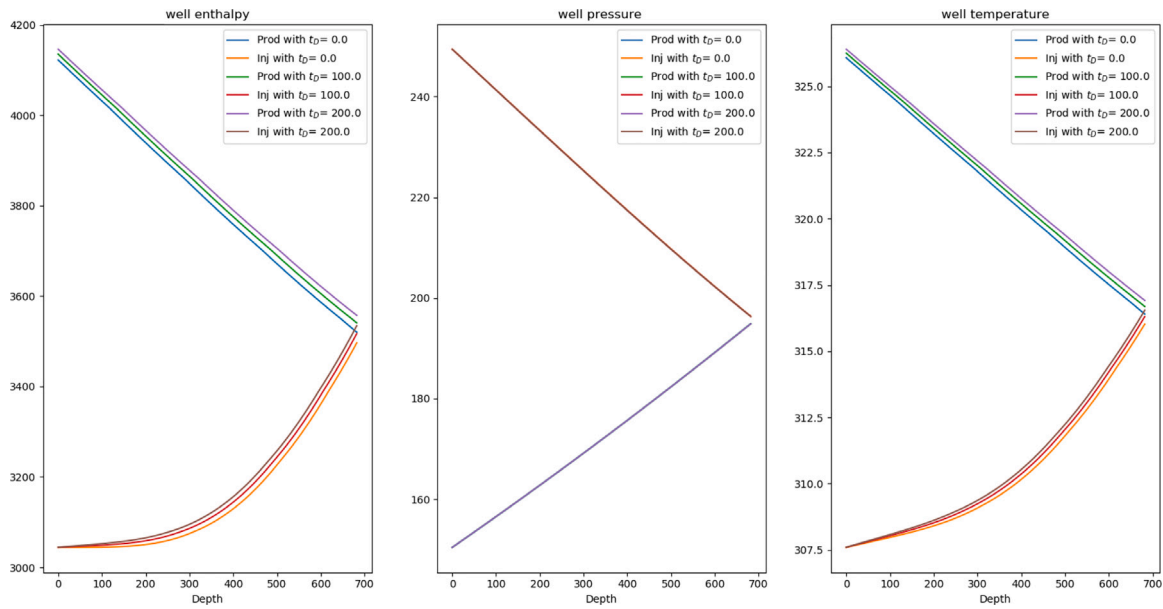 well enthalpy
4200
4000
3800
3600
3400
3200
3000
0 100 200 300 400 500 600 700
Depth
Prod with t_D= 0.0
Inj with t_D= 0.0
Prod with t_D= 100.0
Inj with t_D= 100.0
Prod with t_D= 200.0
Inj with t_D= 200.0
well pressure
240
220
200
180
160
0 100 200 300 400 500 600 700
Depth
Prod with t_D= 0.0
Inj with t_D= 0.0
Prod with t_D= 100.0
Inj with t_D= 100.0
Prod with t_D= 200.0
Inj with t_D= 200.0
well temperature
325.0
322.5
320.0
317.5
315.0
312.5
310.0
307.5
0 100 200 300 400 500 600 700
Depth
Prod with t_D= 0.0
Inj with t_D= 0.0
Prod with t_D= 100.0
Inj with t_D= 100.0
Prod with t_D= 200.0
Inj with t_D= 200.0